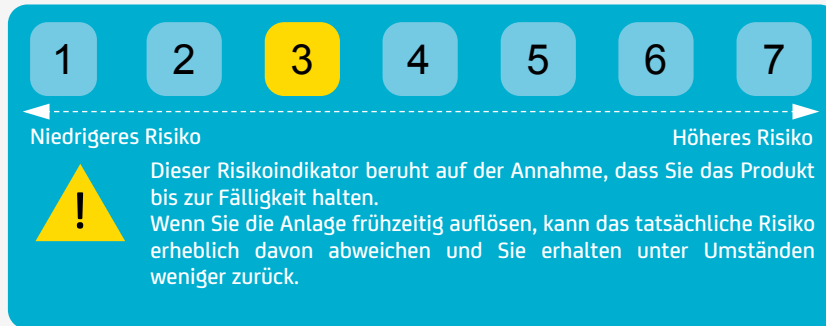 1 2 3 4 5 6 7
Niedrigeres Risiko Höheres Risiko
!
Dieser Risikoindikator beruht auf der Annahme, dass Sie das Produkt
bis zur Fälligkeit halten.
Wenn Sie die Anlage frühzeitig auflösen, kann das tatsächliche Risiko
erheblich davon abweichen und Sie erhalten unter Umständen
weniger zurück.